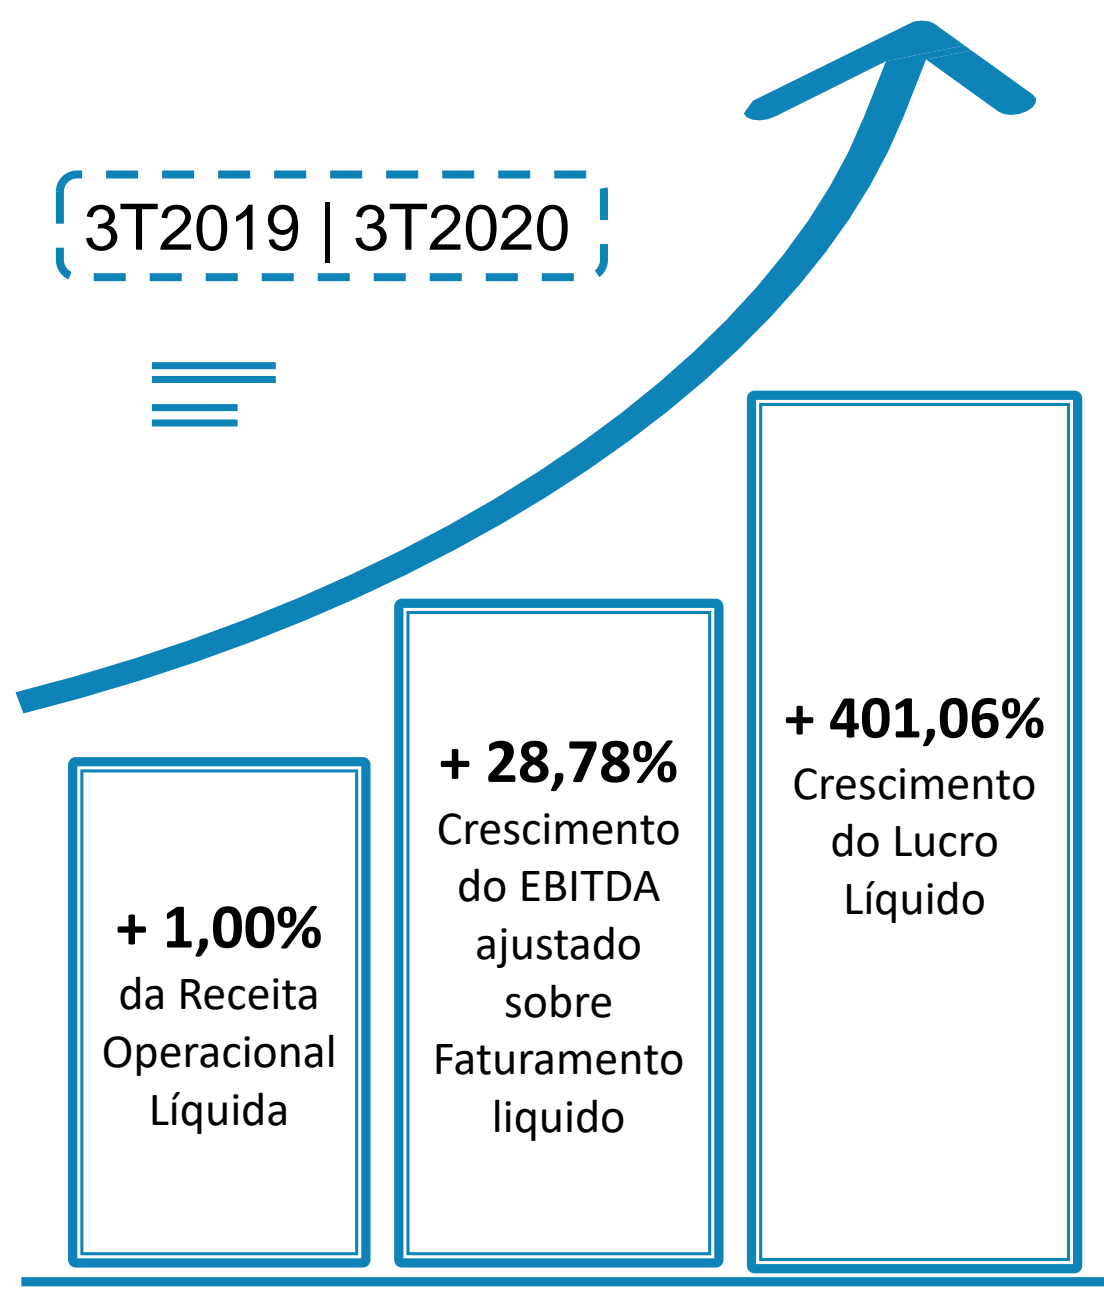 3T2019 | 3T2020
+ 1,00%
da Receita
Operacional
Líquida
+ 28,78%
Crescimento
do EBITDA
ajustado
sobre
Faturamento
liquido
+ 401,06%
Crescimento
do Lucro
Líquido